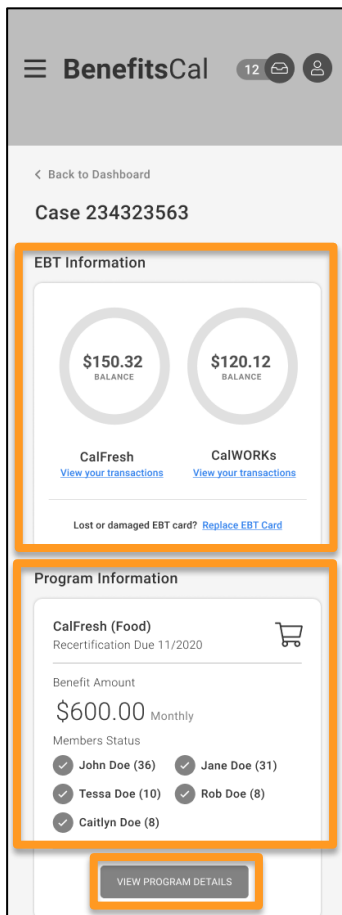 BenefitsCal 12
Back to Dashboard
Case 234323563
EBT Information
$150.32 $120.12
BALANCE BALANCE
CalFresh CalWORKs
View your transactions View your transactions
Lost or damaged EBT card? Replace EBT Card
Program Information
CalFresh (Food)
Recertification Due 11/2020
Benefit Amount
$600.00 Monthly
Members Status
John Doe (36) Jane Doe (31)
Tessa Doe (10) Rob Doe (8)
Caitlyn Doe (8)
VIEW PROGRAM DETAILS